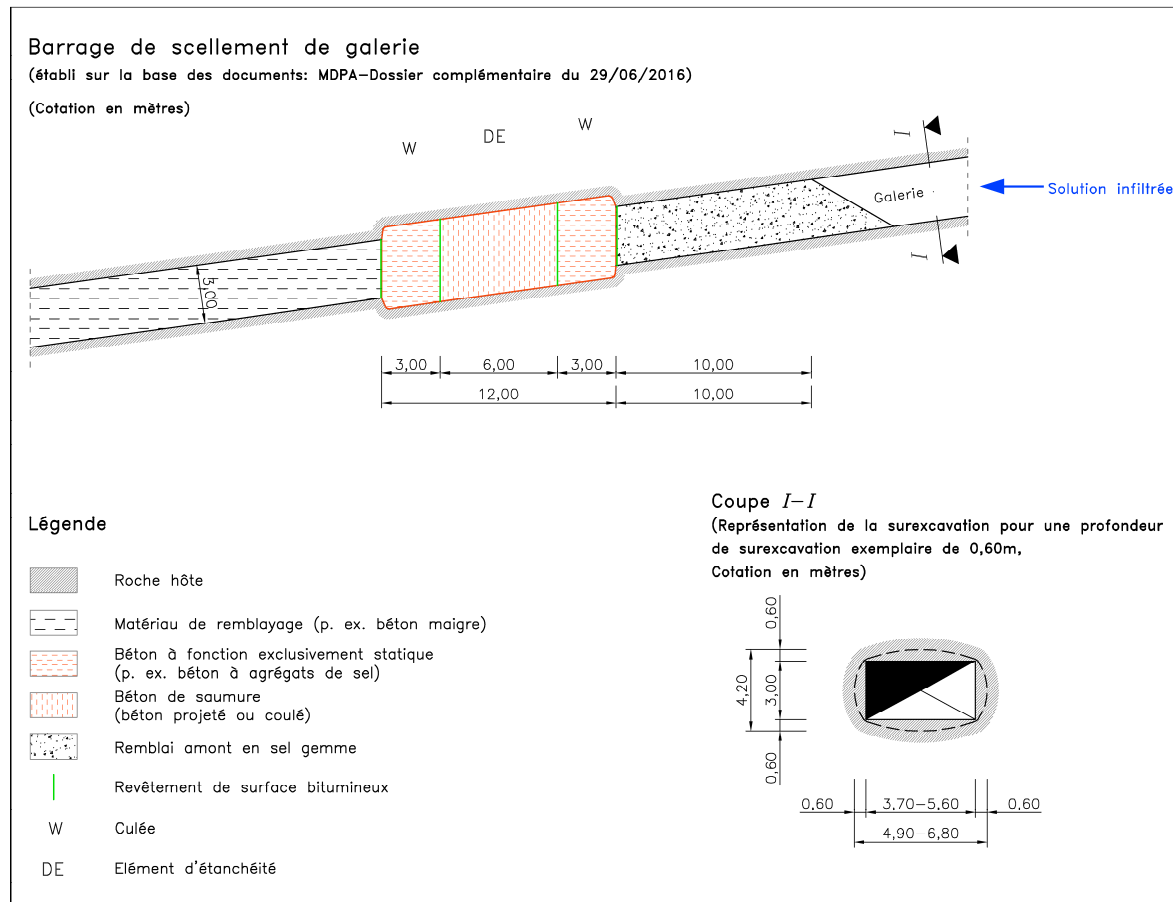 Barrage de scellement de galerie
(établi sur la base des documents: MDPA-Dossier complémentaire du 29/06/2016)
(Cotation en mètres)
W
DE
W
I
Galerie
Solution infiltrée
I
3,00
3,00
6,00
3,00
10,00
12,00
10,00
Légende
Roche hôte
Matériau de remblayage (p. ex. béton maigre)
Béton à fonction exclusivement statique
(p. ex. béton à agrégats de sel)
Béton de saumure
(béton projeté ou coulé)
Remblai amont en sel gemme
Revêtement de surface bitumineux
W
Culée
DE
Elément d'étanchéité
Coupe I-I
(Représentation de la surexcavation pour une profondeur
de surexcavation exemplaire de 0,60m,
Cotation en mètres)
0,60
4,20
3,00
0,60
0,60
3,70-5,60
0,60
4,90-6,80